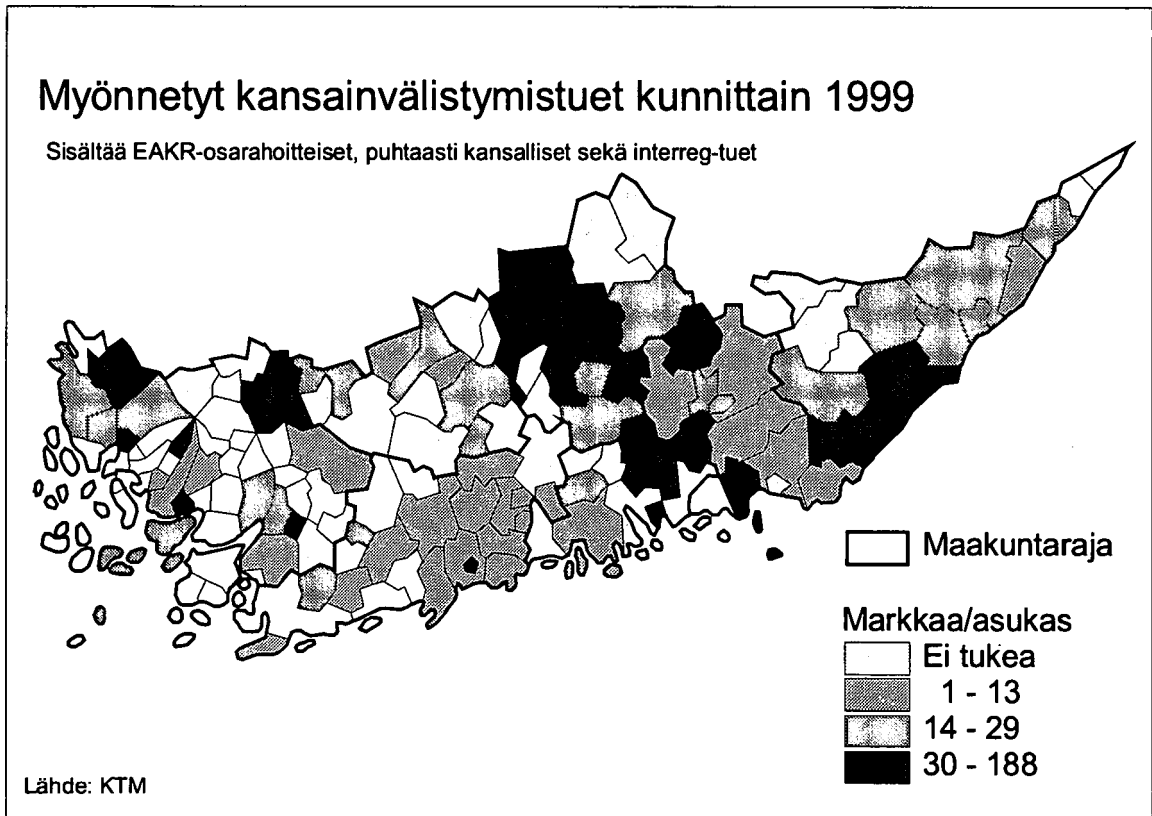 Myönnetyt kansainvälistymistuet kunnittain 1999
Sisältää EAKR-osarahoitteiset, puhtaasti kansalliset sekä interreg-tuet
Maakuntaraja
Markkaa/asukas
Ei tukea
1 - 13
14 - 29
30 - 188
Lähde: KTM